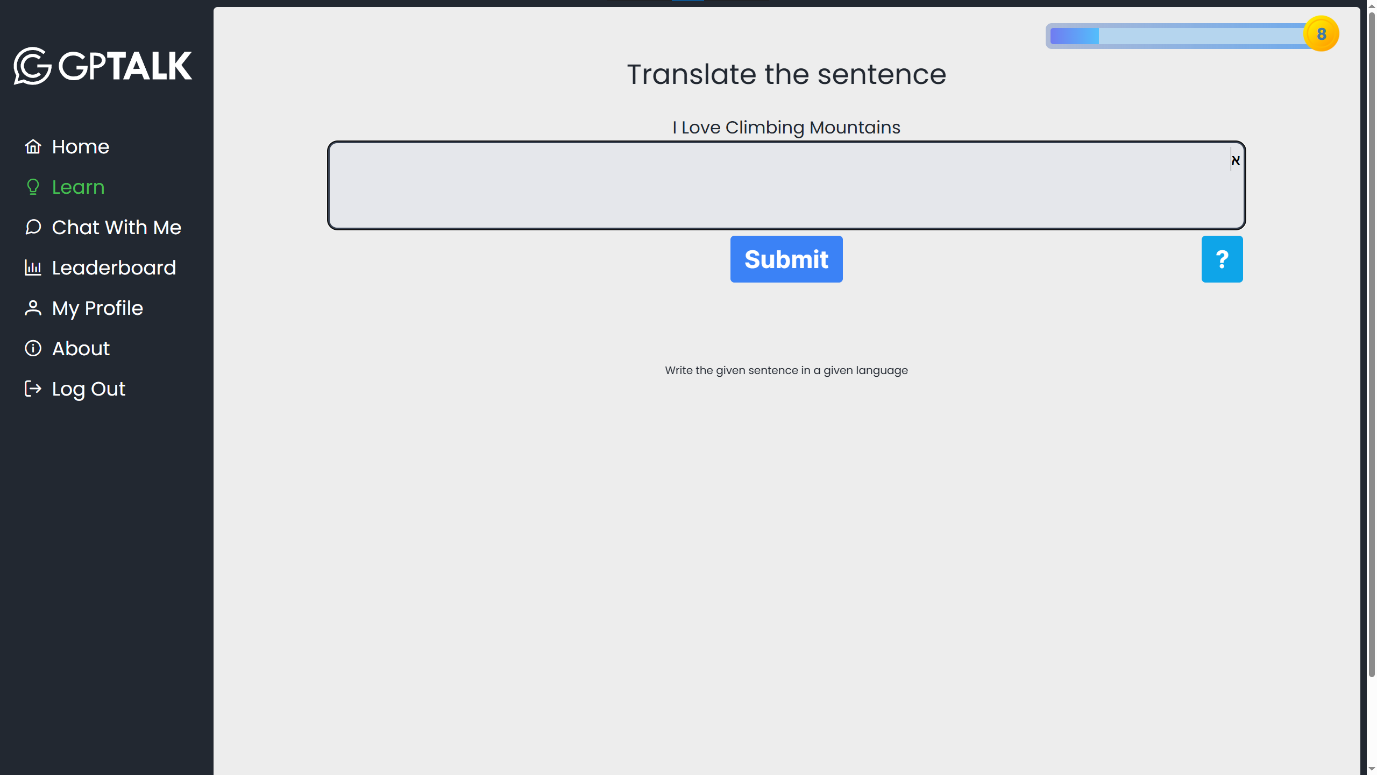 GPTALK
Home
Learn
Chat With Me
Leaderboard
My Profile
About
Log Out
8
Translate the sentence
I Love Climbing Mountains
א
Submit
?
Write the given sentence in a given language